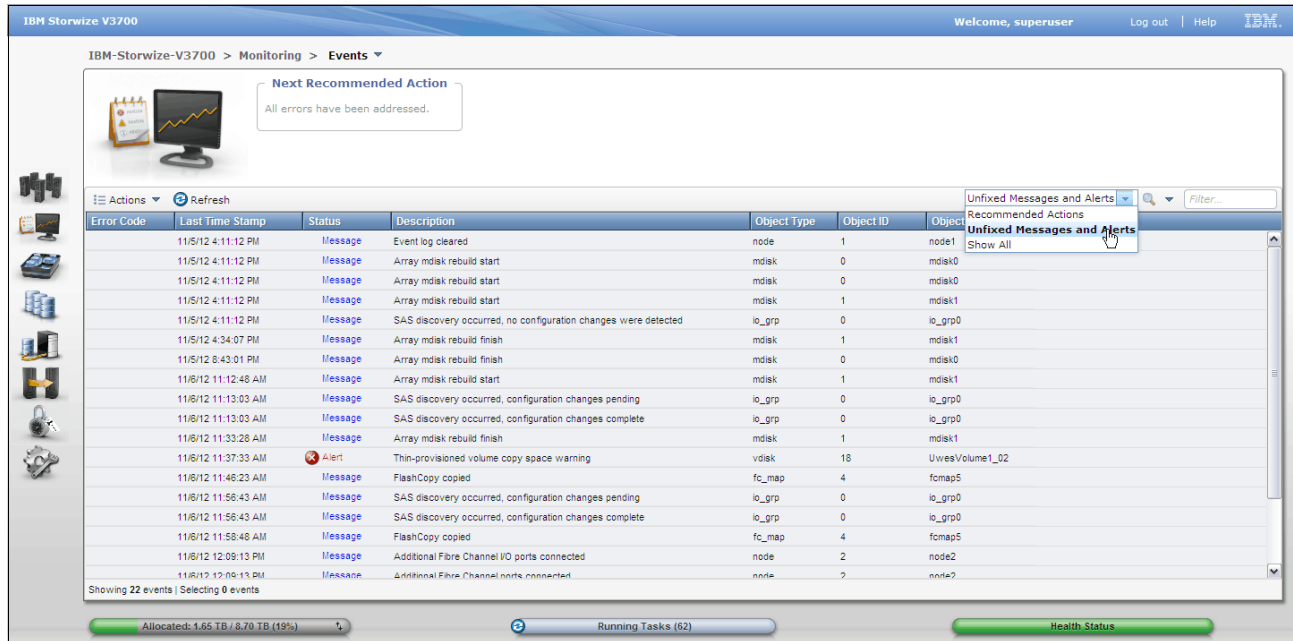 IBM Storwize V3700 Welcome, superuser Log out | Help IBM.
IBM-Storwize-V3700 > Monitoring > Events
Next Recommended Action
All errors have been addressed.
Actions Refresh Unfixed Messages and Alerts Filter...
Recommended Actions
Unfixed Messages and Alerts
Show All
Error Code Last Time Stamp Status Description Object Type Object ID Object
11/5/12 4:11:12 PM Message Event log cleared node 1 node1
11/5/12 4:11:12 PM Message Array mdisk rebuild start mdisk 0 mdisk0
11/5/12 4:11:12 PM Message Array mdisk rebuild start mdisk 0 mdisk0
11/5/12 4:11:12 PM Message Array mdisk rebuild start mdisk 1 mdisk1
11/5/12 4:11:12 PM Message SAS discovery occurred, no configuration changes were detected io_grp 0 io_grp0
11/5/12 4:34:07 PM Message Array mdisk rebuild finish mdisk 1 mdisk1
11/5/12 8:43:01 PM Message Array mdisk rebuild finish mdisk 0 mdisk0
11/6/12 11:12:48 AM Message Array mdisk rebuild start mdisk 1 mdisk1
11/6/12 11:13:03 AM Message SAS discovery occurred, configuration changes pending io_grp 0 io_grp0
11/6/12 11:13:03 AM Message SAS discovery occurred, configuration changes complete io_grp 0 io_grp0
11/6/12 11:33:28 AM Message Array mdisk rebuild finish mdisk 1 mdisk1
11/6/12 11:37:33 AM Alert Thin-provisioned volume copy space warning vdisk 18 UwesVolume1_02
11/6/12 11:46:23 AM Message FlashCopy copied fc_map 4 fcmap5
11/6/12 11:56:43 AM Message SAS discovery occurred, configuration changes pending io_grp 0 io_grp0
11/6/12 11:56:43 AM Message SAS discovery occurred, configuration changes complete io_grp 0 io_grp0
11/6/12 11:58:48 AM Message FlashCopy copied fc_map 4 fcmap5
11/6/12 12:09:13 PM Message Additional Fibre Channel I/O ports connected node 2 node2
11/6/12 12:09:13 PM Message Additional Fibre Channel ports connected node 2 node2
Showing 22 events | Selecting 0 events
Allocated: 1.65 TB / 8.70 TB (19%) Running Tasks (62) Health Status